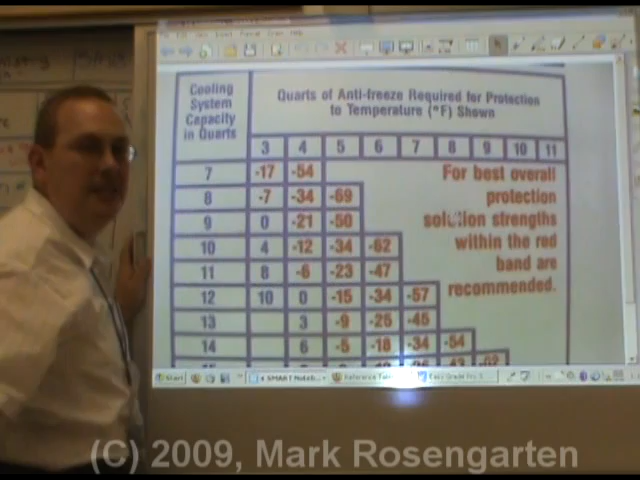 Cooling System Capacity in Quarts
Quarts of Anti-freeze Required for Protection
to Temperature (°F) Shown
3 4 5 6 7 8 9 10 11
7 -17 -54
8 -7 -34 -69
9 0 -21 -50
10 4 -12 -34 -62
11 8 -6 -23 -47
12 10 0 -15 -34 -57
13 3 -9 -25 -45
14 6 -5 -18 -34 -54
For best overall
protection
solution strengths
within the red
band are
recommended.
Start
(C) 2009, Mark Rosengarten